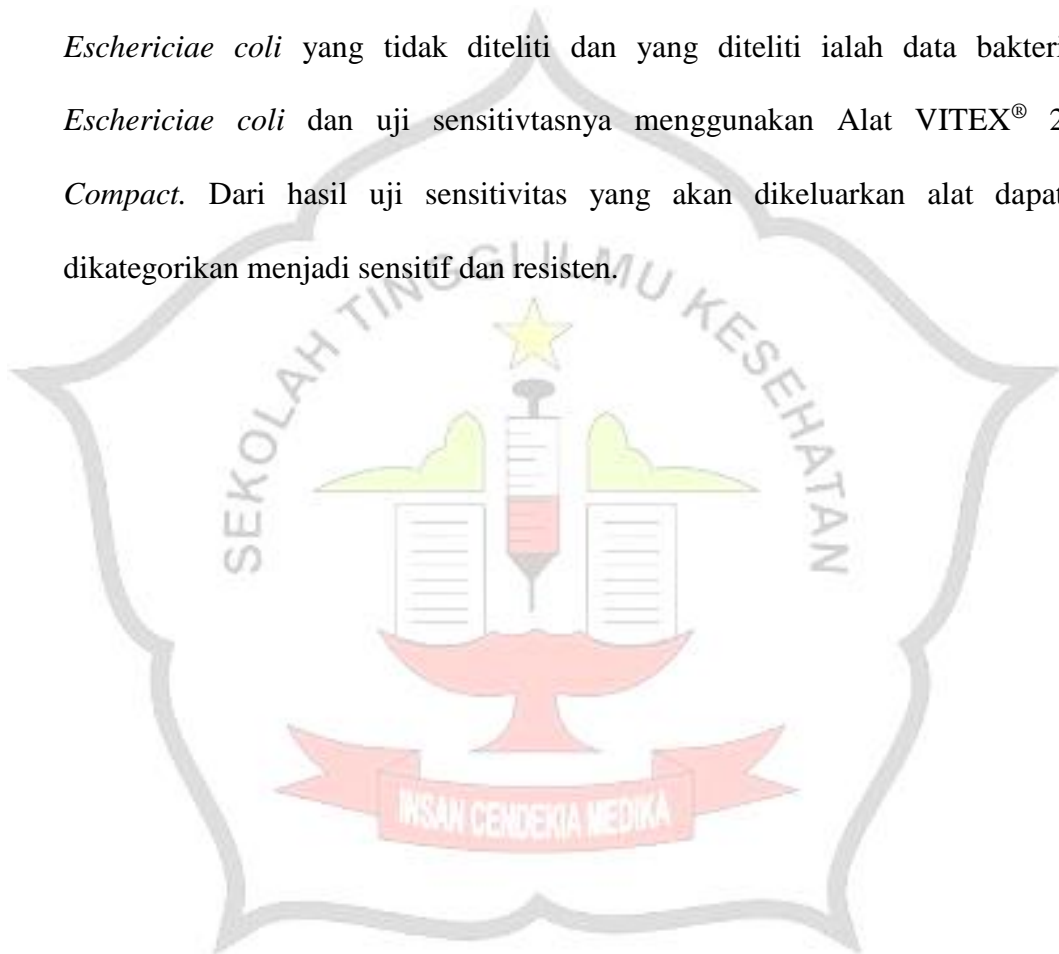 Eschericiae coli yang tidak diteliti dan yang diteliti ialah data bakteri
Eschericiae coli dan uji sensitivtasnya menggunakan Alat VITEX® 2
Compact. Dari hasil uji sensitivitas yang akan dikeluarkan alat dapat
dikategorikan menjadi sensitif dan resisten.
SEKOLAH TINGGI ILMU KESEHATAN
INSAN CENDEKIA MEDIKA